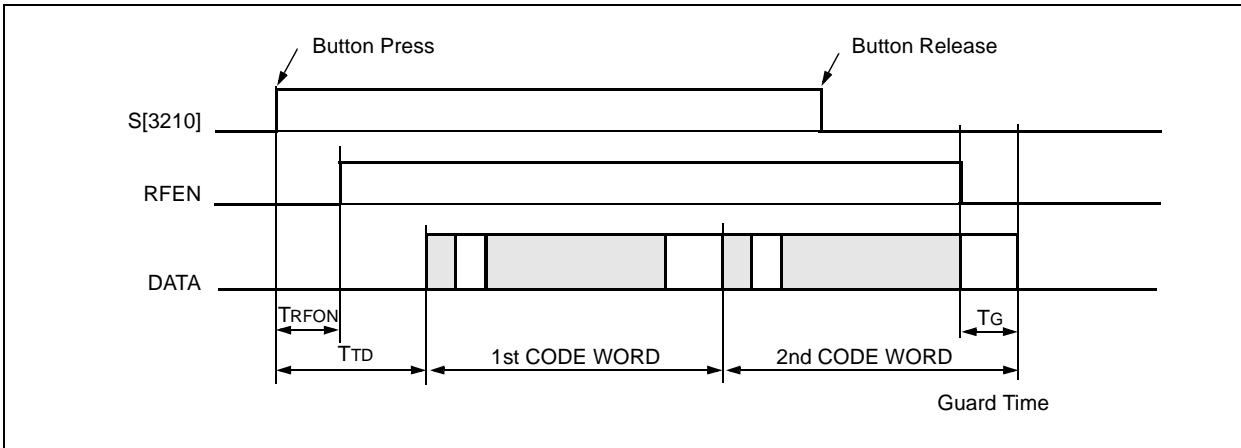 Button Press
Button Release
S[3210]
RFEN
DATA
TRFON
TG
TTD
1st CODE WORD
2nd CODE WORD
Guard Time